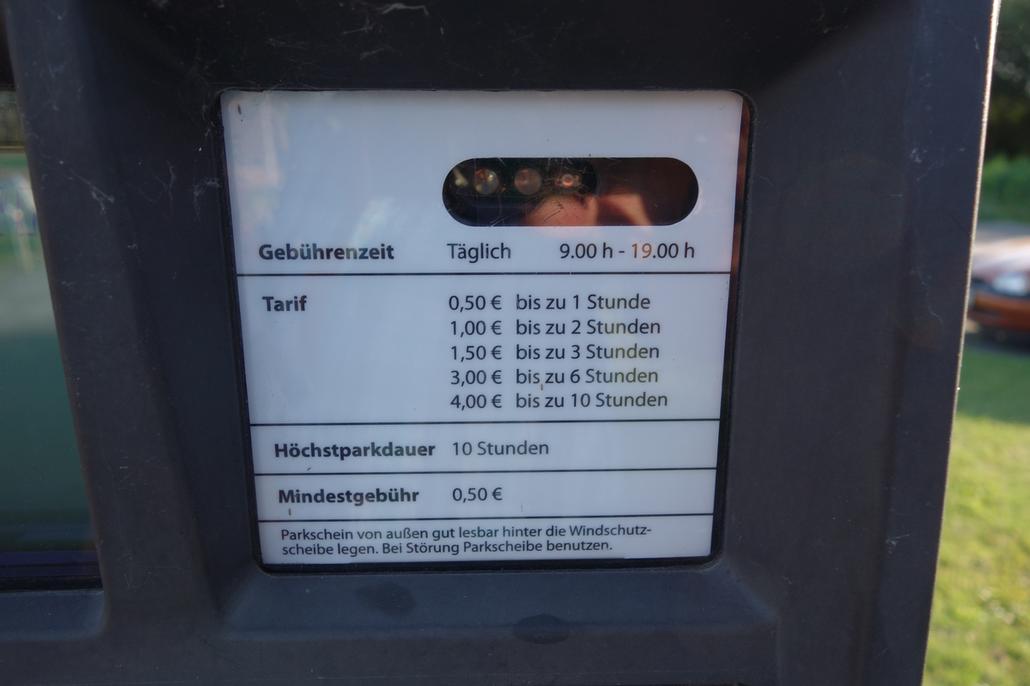 Gebührenzeit Täglich 9.00 h - 19.00 h
Tarif 0,50 € bis zu 1 Stunde
1,00 € bis zu 2 Stunden
1,50 € bis zu 3 Stunden
3,00 € bis zu 6 Stunden
4,00 € bis zu 10 Stunden
Höchstparkdauer 10 Stunden
Mindestgebühr 0,50 €
Parkschein von außen gut lesbar hinter die Windschutz-
scheibe legen. Bei Störung Parkscheibe benutzen.